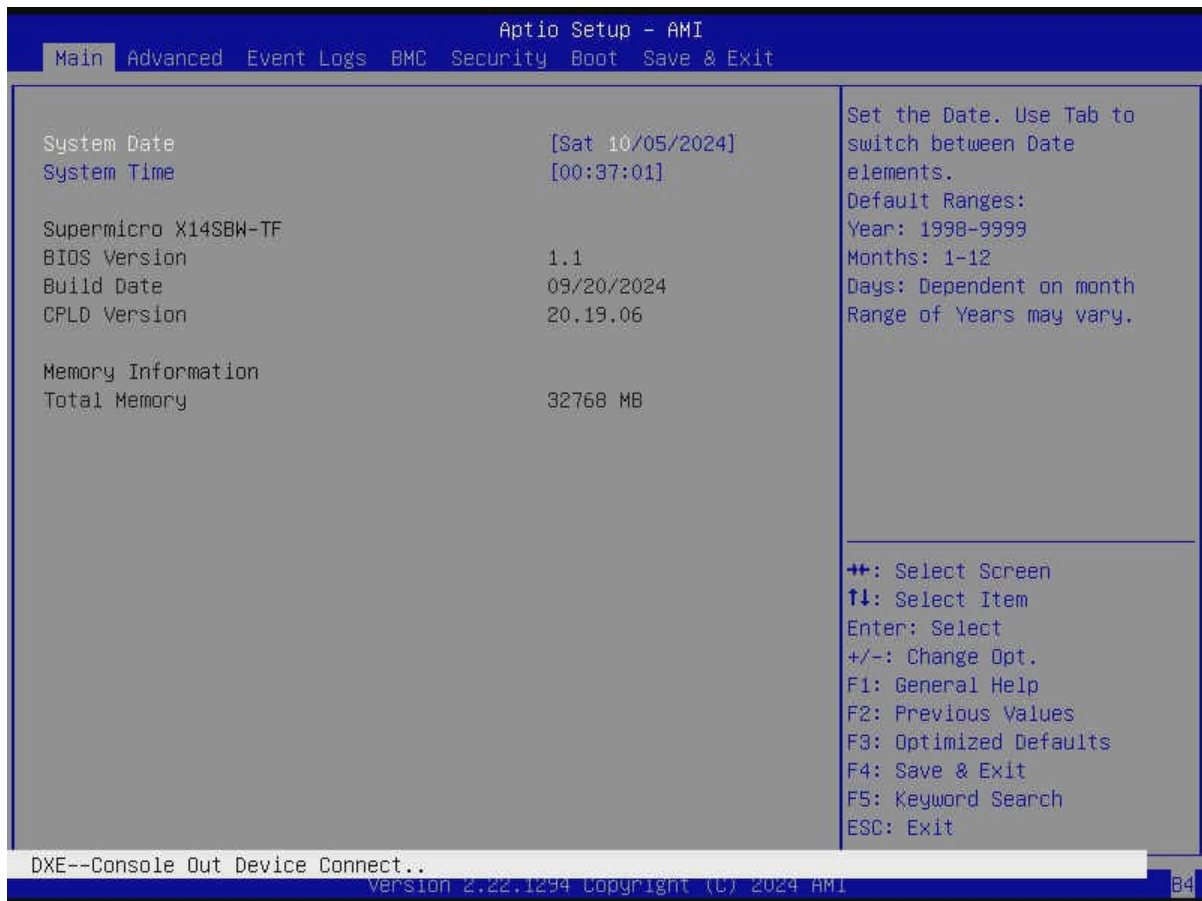 Aptio Setup – AMI
Main Advanced Event Logs BMC Security Boot Save & Exit
System Date [Sat 10/05/2024]
System Time [00:37:01]
Supermicro X14SBW-TF
BIOS Version 1.1
Build Date 09/20/2024
CPLD Version 20.19.06
Memory Information
Total Memory 32768 MB
Set the Date. Use Tab to
switch between Date
elements.
Default Ranges:
Year: 1998-9999
Months: 1-12
Days: Dependent on month
Range of Years may vary.
→←: Select Screen
↑↓: Select Item
Enter: Select
+/-: Change Opt.
F1: General Help
F2: Previous Values
F3: Optimized Defaults
F4: Save & Exit
F5: Keyword Search
ESC: Exit
DXE--Console Out Device Connect..
Version 2.22.1294 Copyright (C) 2024 AMI
B4